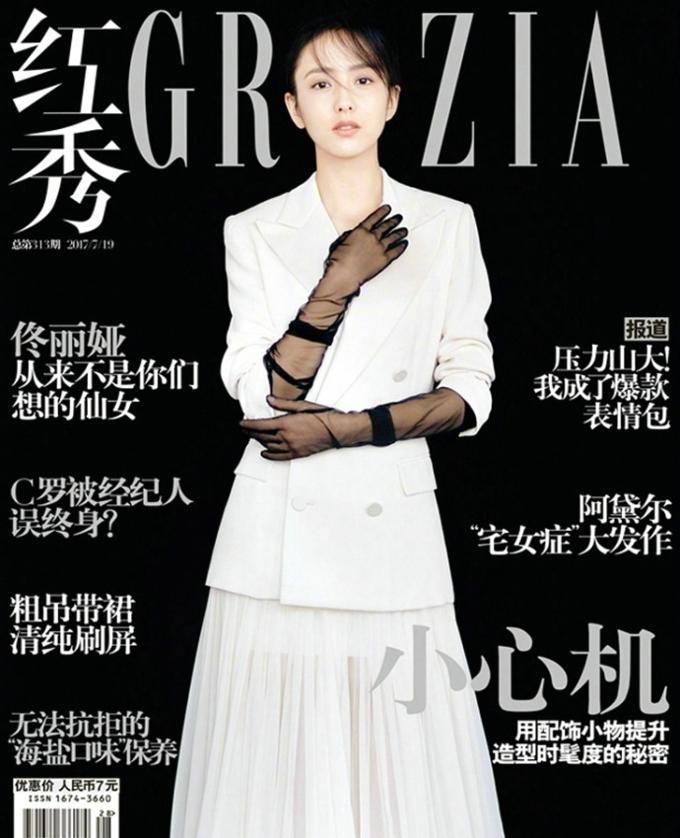 红秀 GRAZIA
总第313期 2017/7/19
佟丽娅
从来不是你们
想的仙女
C罗被经纪人
误终身?
粗吊带裙
清纯刷屏
无法抗拒的
“海盐口味”保养
优惠价 人民币7元
ISSN 1674-3660
28
报道
压力山大!
我成了爆款
表情包
阿黛尔
“宅女症”大发作
小心机
用配饰小物提升
造型时髦度的秘密